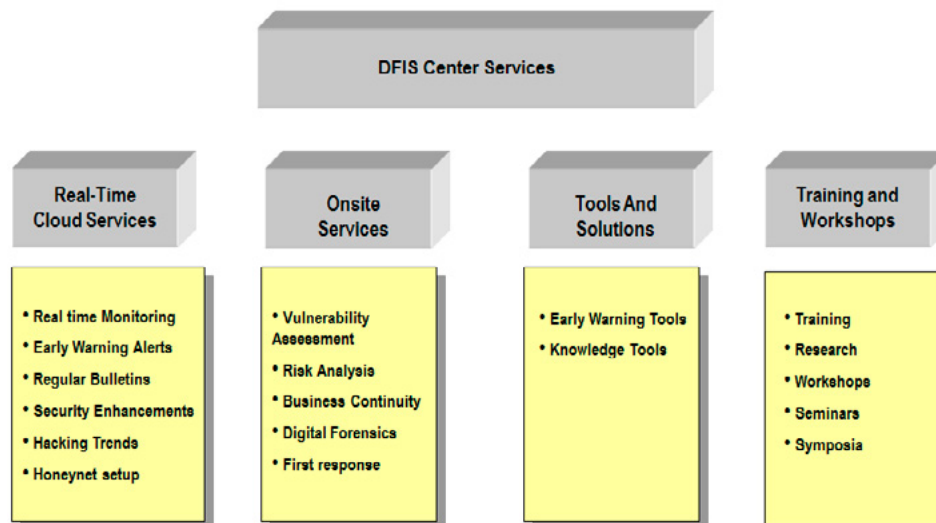 DFIS Center Services
Real-Time
Cloud Services
• Real time Monitoring
• Early Warning Alerts
• Regular Bulletins
• Security Enhancements
• Hacking Trends
• Honeynet setup
Onsite
Services
• Vulnerability
Assessment
• Risk Analysis
• Business Continuity
• Digital Forensics
• First response
Tools And
Solutions
• Early Warning Tools
• Knowledge Tools
Training and
Workshops
• Training
• Research
• Workshops
• Seminars
• Symposia